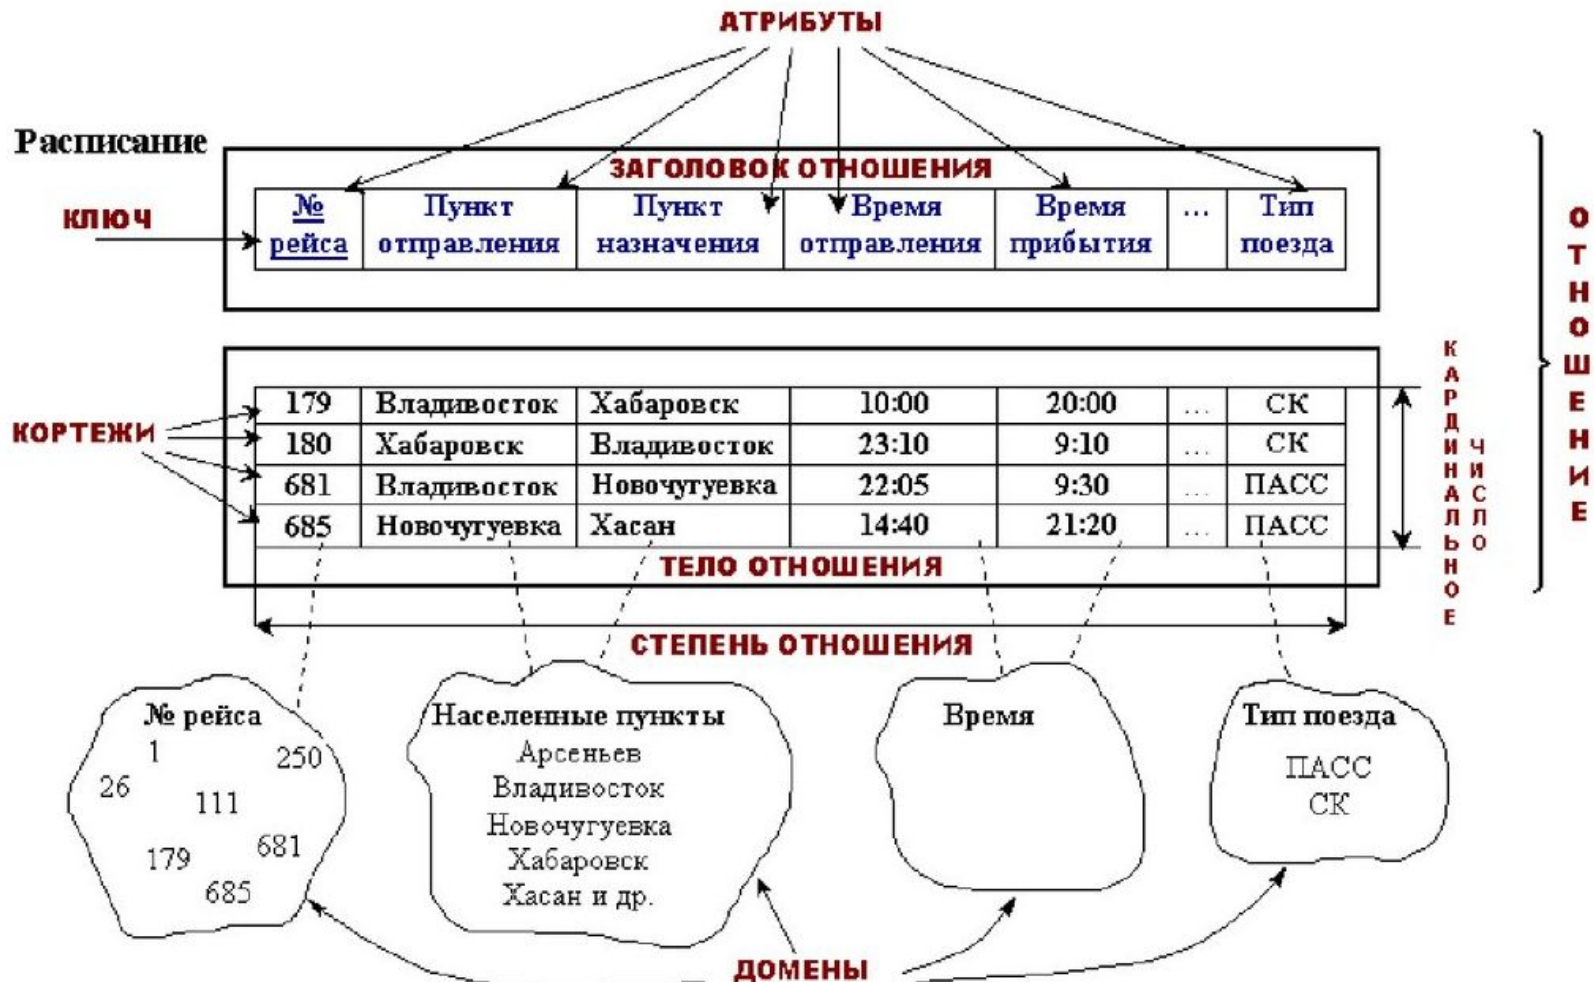 АТРИБУТЫ
Расписание
ЗАГОЛОВОК ОТНОШЕНИЯ
КЛЮЧ
№ рейса Пункт отправления Пункт назначения Время отправления Время прибытия ... Тип поезда
КОРТЕЖИ
179 Владивосток Хабаровск 10:00 20:00 ... СК
180 Хабаровск Владивосток 23:10 9:10 ... СК
681 Владивосток Новочугуевка 22:05 9:30 ... ПАСС
685 Новочугуевка Хасан 14:40 21:20 ... ПАСС
ТЕЛО ОТНОШЕНИЯ
КАРДИНАЛЬНОЕ
ЧИСЛО
ОТНОШЕНИЕ
СТЕПЕНЬ ОТНОШЕНИЯ
№ рейса
1
250
26
111
681
179
685
Населенные пункты
Арсеньев
Владивосток
Новочугуевка
Хабаровск
Хасан и др.
Время
Тип поезда
ПАСС
СК
ДОМЕНЫ